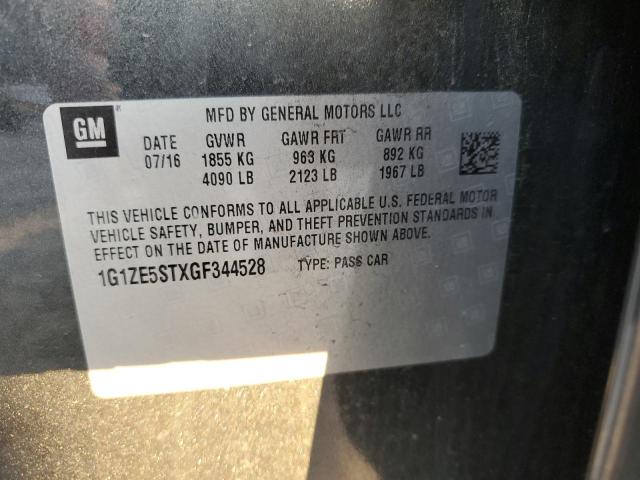 GM
MFD BY GENERAL MOTORS LLC
DATE GVWR GAWR FRT GAWR RR
07/16 1855 KG 963 KG 892 KG
4090 LB 2123 LB 1967 LB
THIS VEHICLE CONFORMS TO ALL APPLICABLE U.S. FEDERAL MOTOR
VEHICLE SAFETY, BUMPER, AND THEFT PREVENTION STANDARDS IN
EFFECT ON THE DATE OF MANUFACTURE SHOWN ABOVE.
1G1ZE5STXGF344528 TYPE: PASS CAR